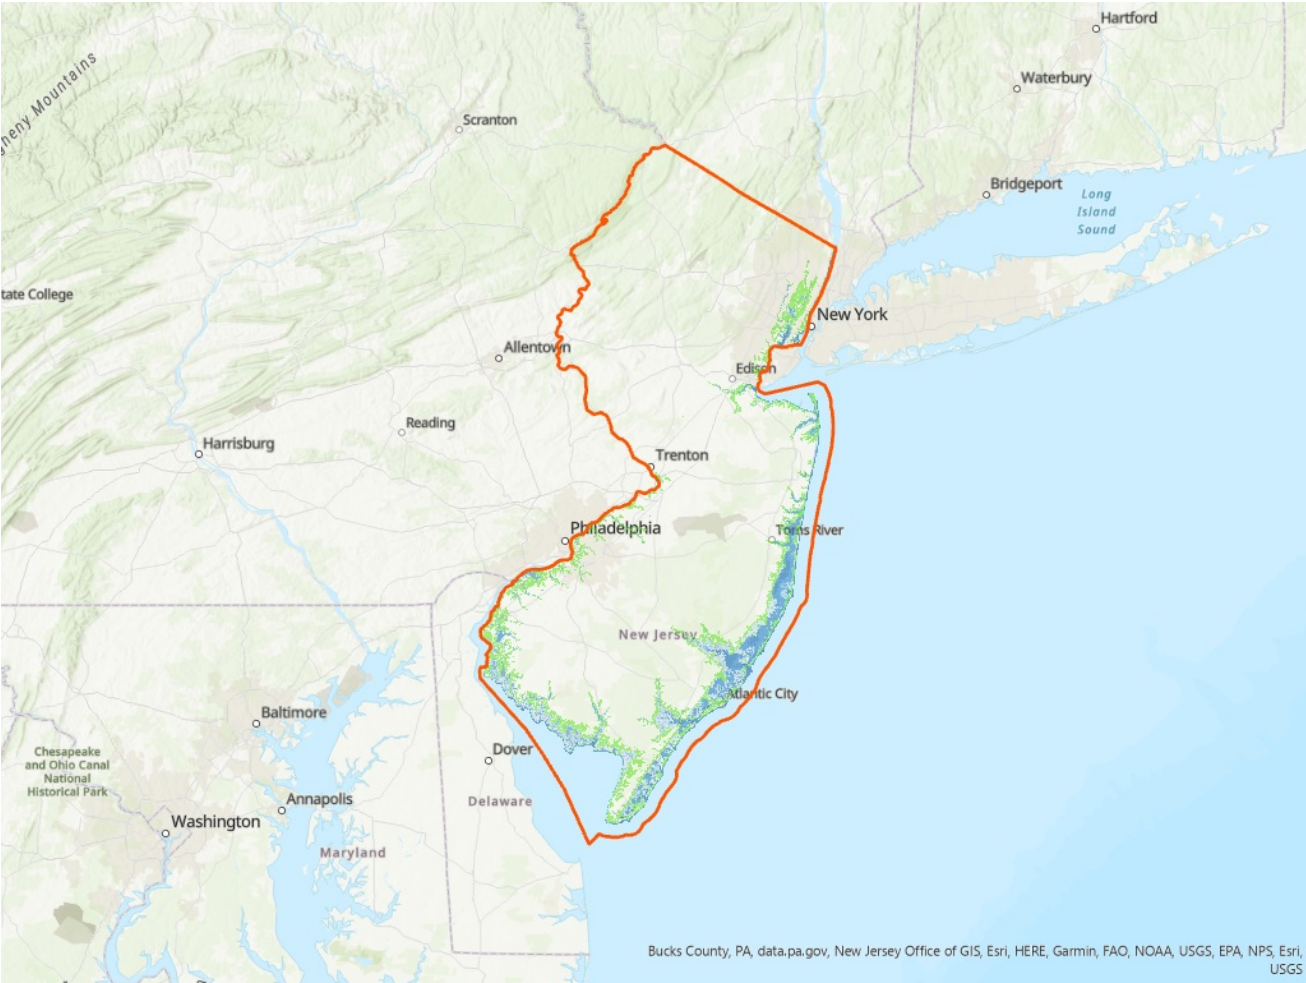 Hartford
Waterbury
gheny Mountains
Scranton
Bridgeport
Long
Island
Sound
tate College
New York
Allentown
Edison
Reading
Harrisburg
Trenton
Philadelphia
Toms River
New Jersey
Atlantic City
Baltimore
Dover
Chesapeake
and Ohio Canal
National
Historical Park
Annapolis
Delaware
Washington
Maryland
Bucks County, PA, data.pa.gov, New Jersey Office of GIS, Esri, HERE, Garmin, FAO, NOAA, USGS, EPA, NPS, Esri,
USGS